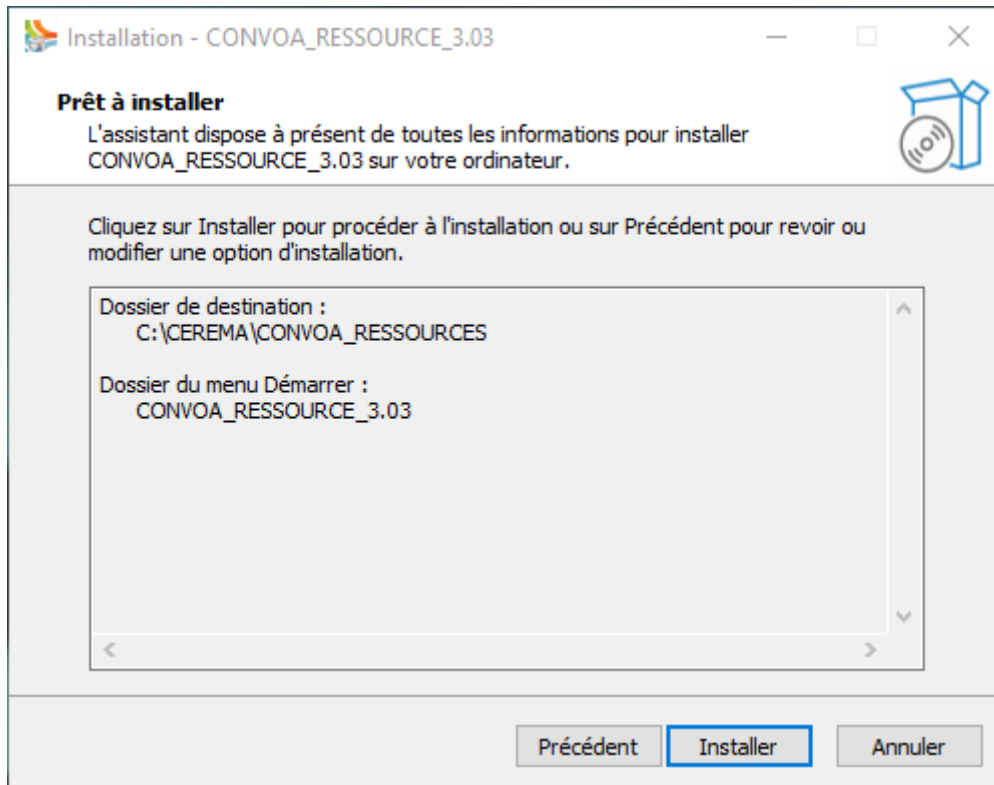 Installation - CONVOA_RESSOURCE_3.03
Prêt à installer
L'assistant dispose à présent de toutes les informations pour installer
CONVOA_RESSOURCE_3.03 sur votre ordinateur.
Cliquez sur Installer pour procéder à l'installation ou sur Précédent pour revoir ou
modifier une option d'installation.
Dossier de destination :
C:\CEREMA\CONVOA_RESSOURCES
Dossier du menu Démarrer :
CONVOA_RESSOURCE_3.03
Précédent Installer Annuler